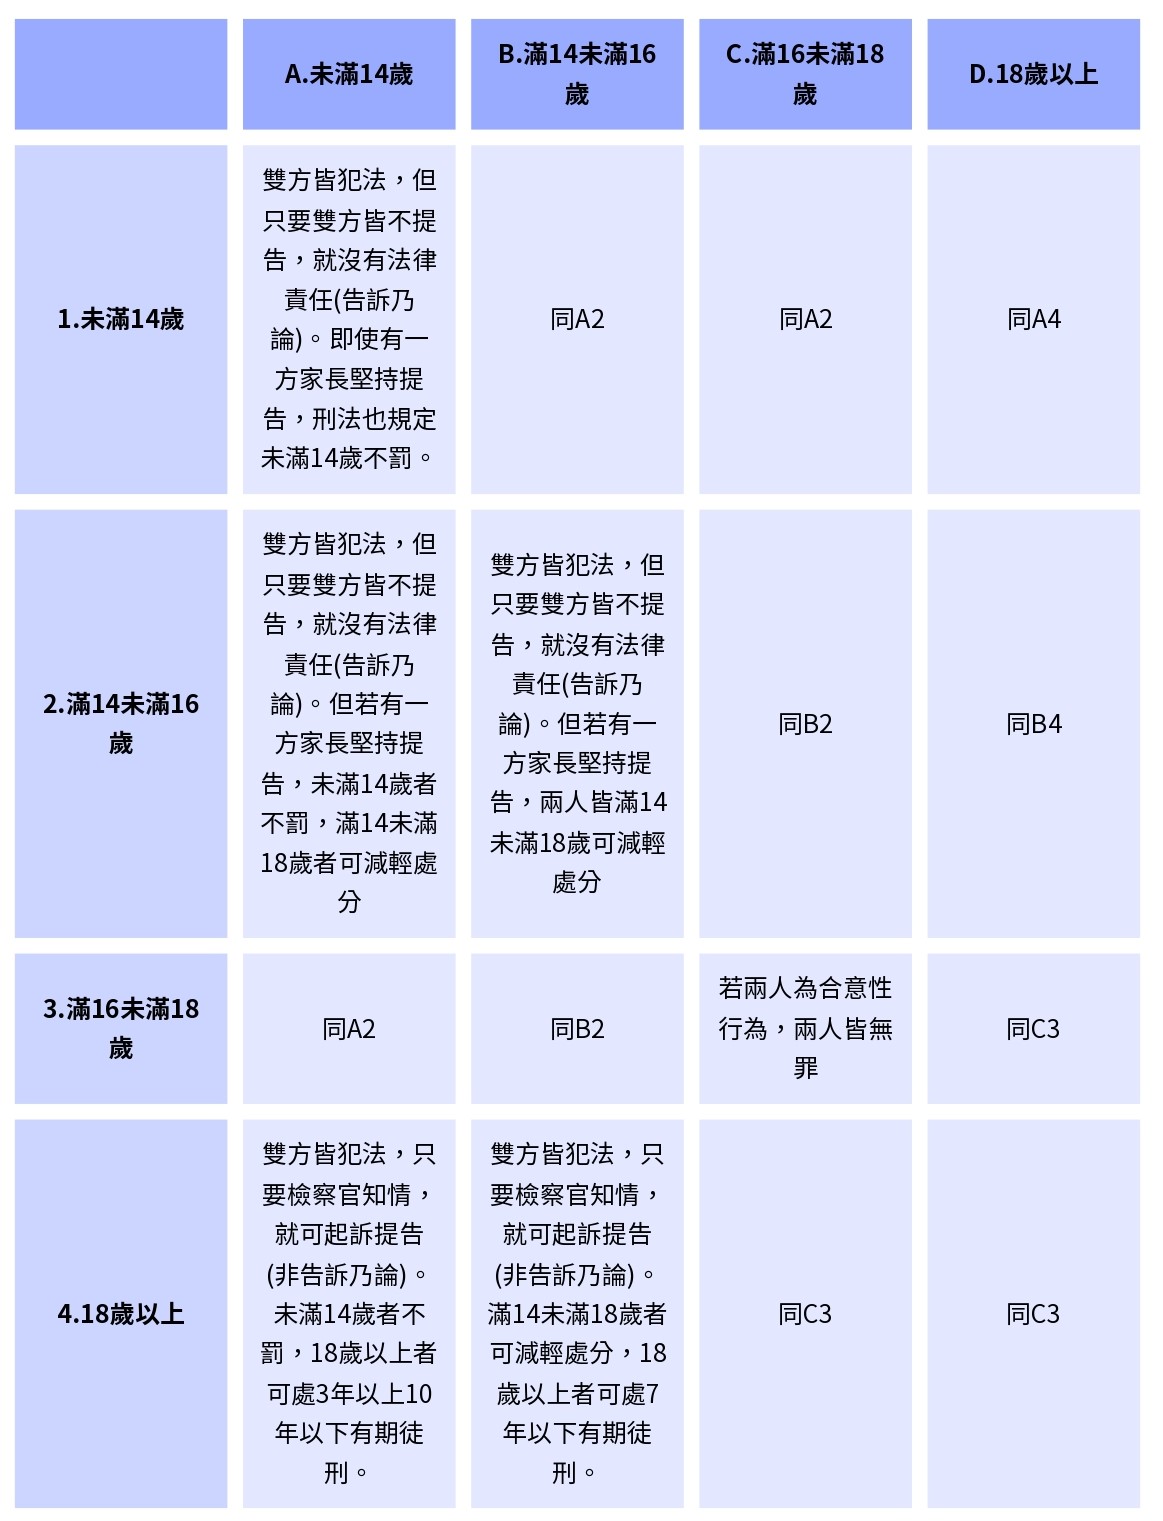 A.未滿14歲
B.滿14未滿16
歲
C.滿16未滿18
歲
D.18歲以上
1.未滿14歲
雙方皆犯法，但
只要雙方皆不提
告，就沒有法律
責任(告訴乃
論)。即使有一
方家長堅持提
告，刑法也規定
未滿14歲不罰。
同A2
同A2
同A4
2.滿14未滿16
歲
雙方皆犯法，但
只要雙方皆不提
告，就沒有法律
責任(告訴乃
論)。但若有一
方家長堅持提
告，未滿14歲者
不罰，滿14未滿
18歲者可減輕處
分
雙方皆犯法，但
只要雙方皆不提
告，就沒有法律
責任(告訴乃
論)。但若有一
方家長堅持提
告，兩人皆滿14
未滿18歲可減輕
處分
同B2
同B4
3.滿16未滿18
歲
同A2
同B2
若兩人為合意性
行為，兩人皆無
罪
同C3
4.18歲以上
雙方皆犯法，只
要檢察官知情，
就可起訴提告
(非告訴乃論)。
未滿14歲者不
罰，18歲以上者
可處3年以上10
年以下有期徒
刑。
雙方皆犯法，只
要檢察官知情，
就可起訴提告
(非告訴乃論)。
滿14未滿18歲者
可減輕處分，18
歲以上者可處7
年以下有期徒
刑。
同C3
同C3